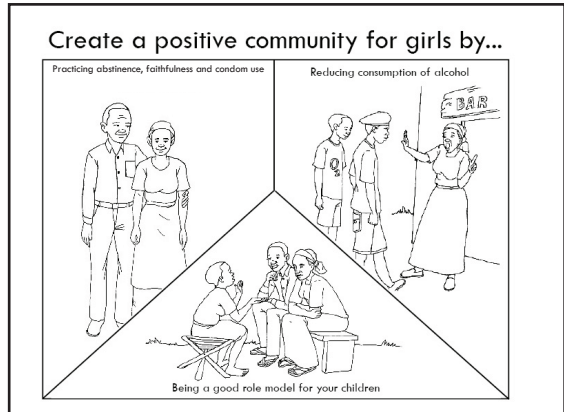 Create a positive community for girls by...
Practicing abstinence, faithfulness and condom use
Reducing consumption of alcohol
BAR
Being a good role model for your children